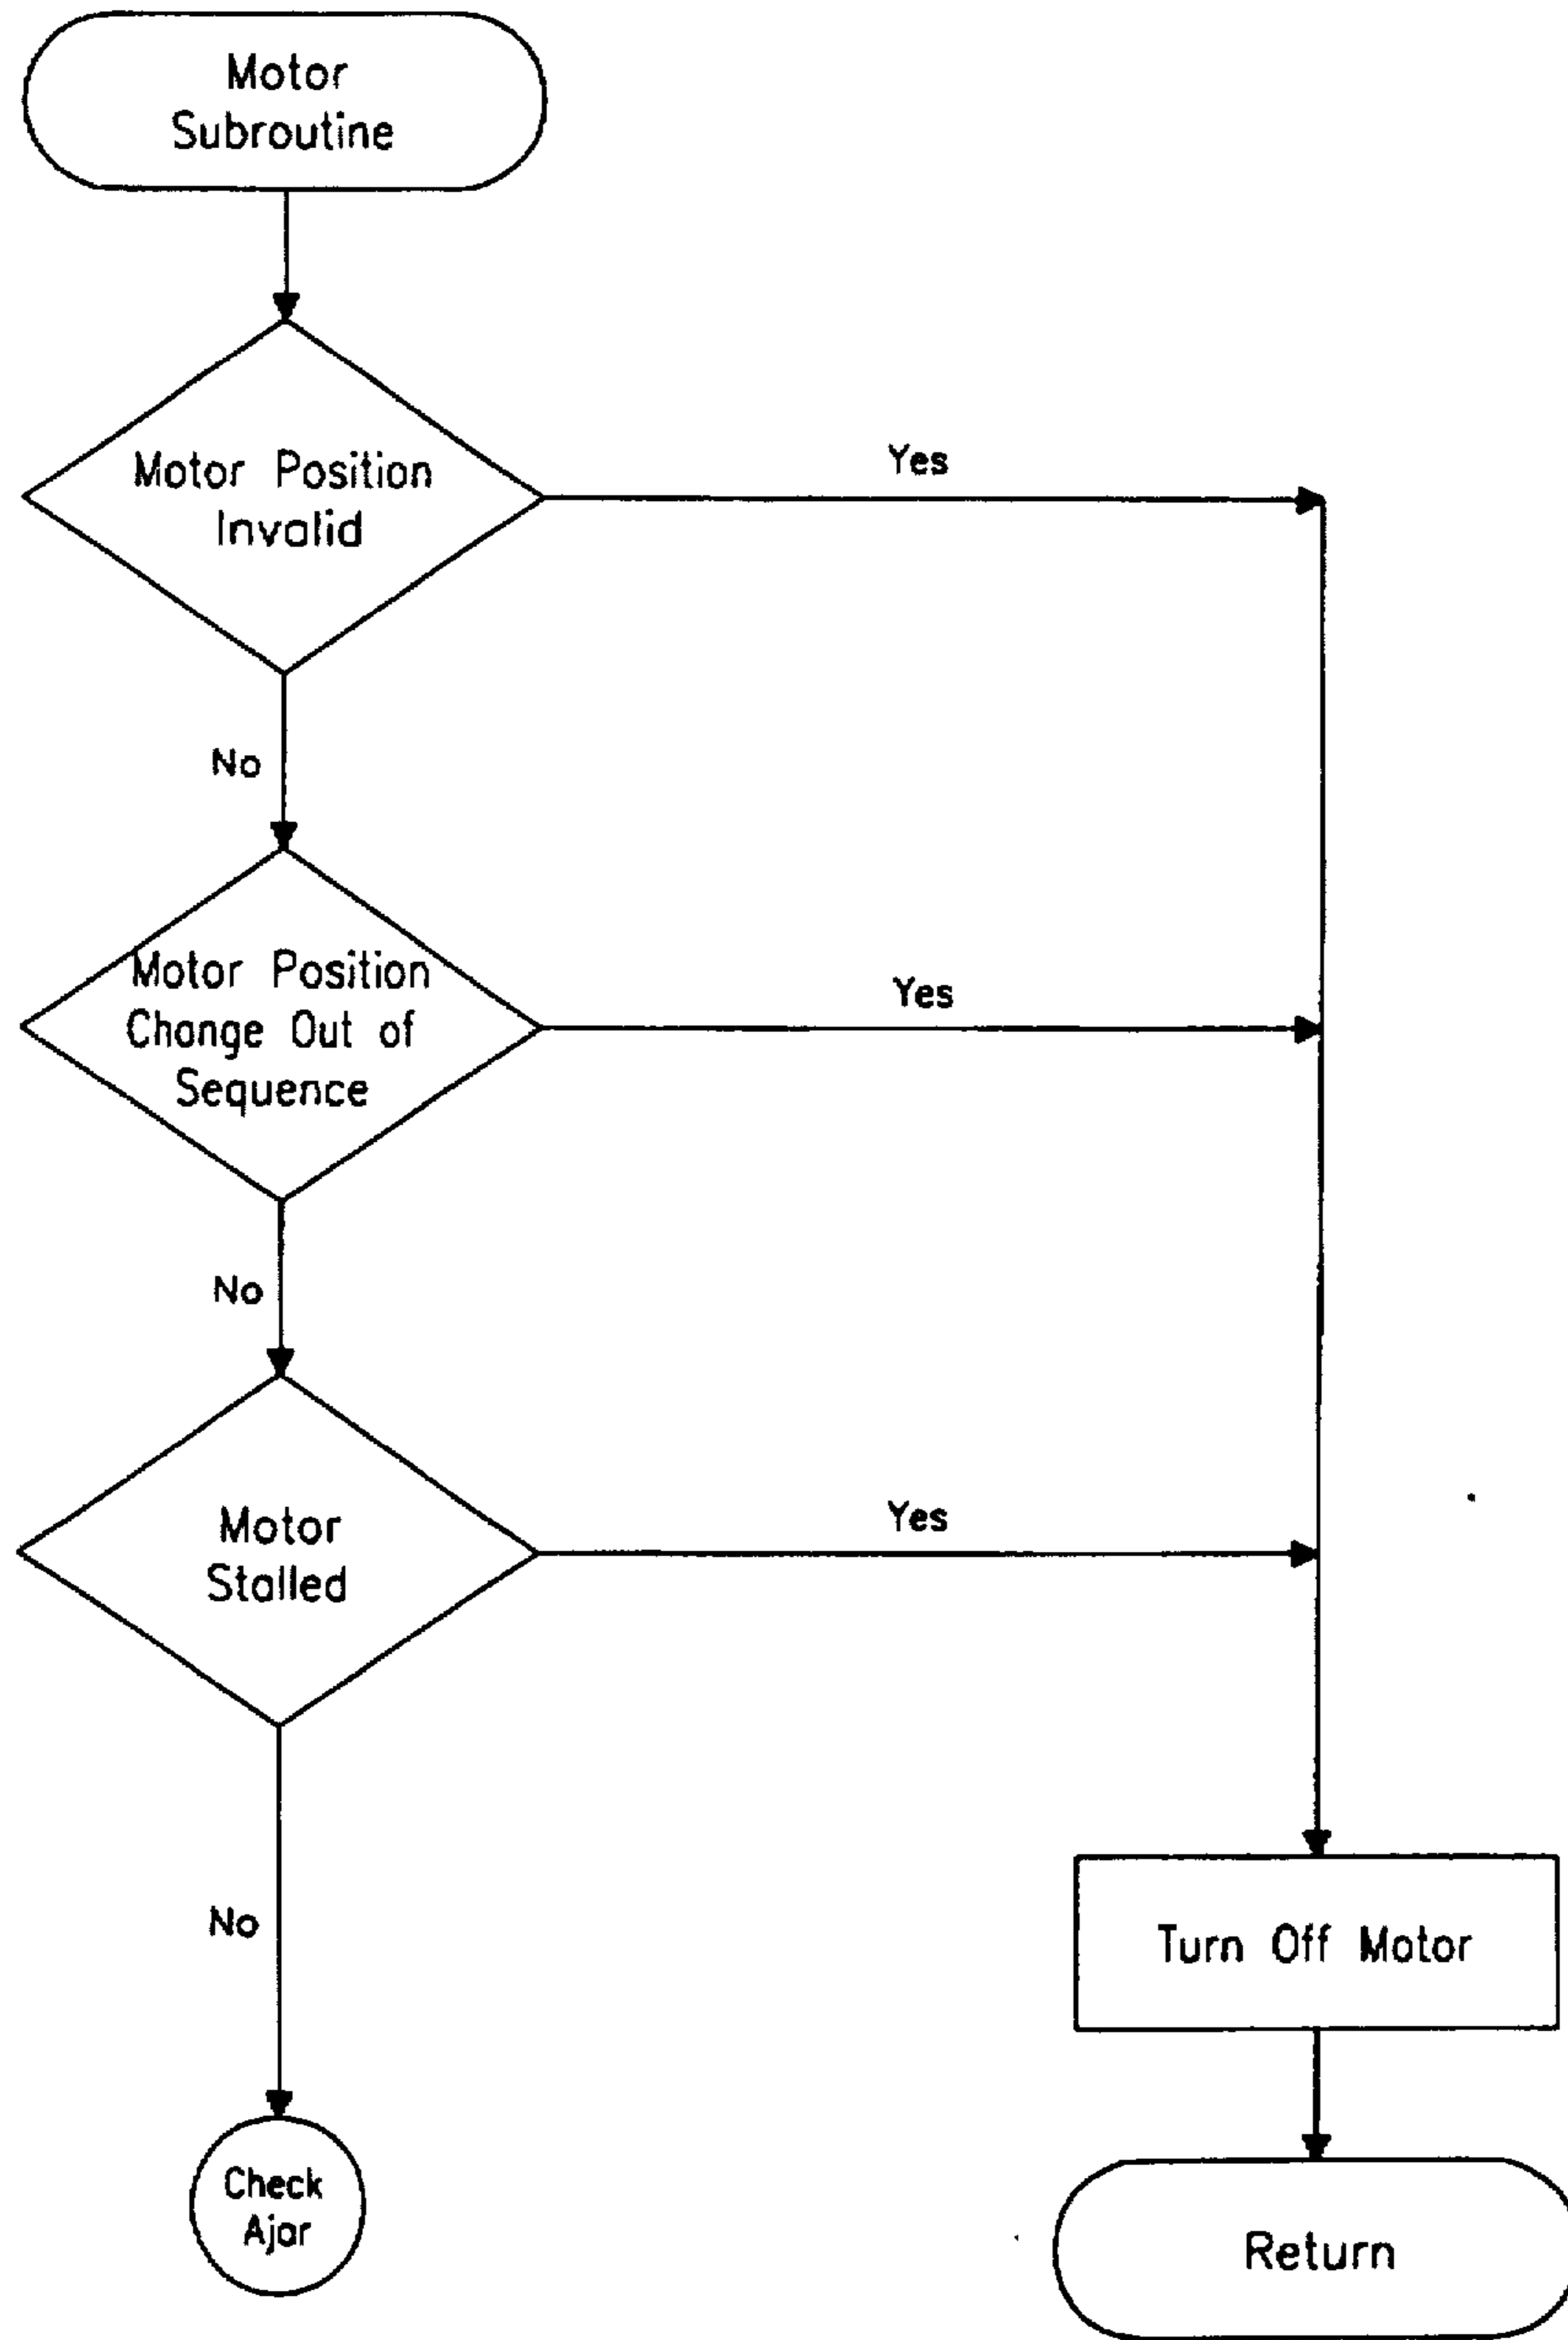 Motor
Subroutine
Motor Position
Invalid
Yes
No
Motor Position
Change Out of
Sequence
Yes
No
Motor
Stalled
Yes
No
Turn Off Motor
Check
Ajar
Return